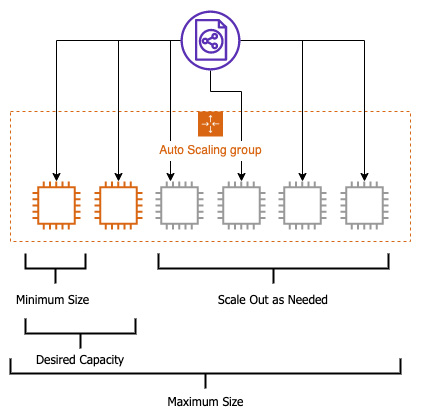 Auto Scaling group
Minimum Size
Scale Out as Needed
Desired Capacity
Maximum Size